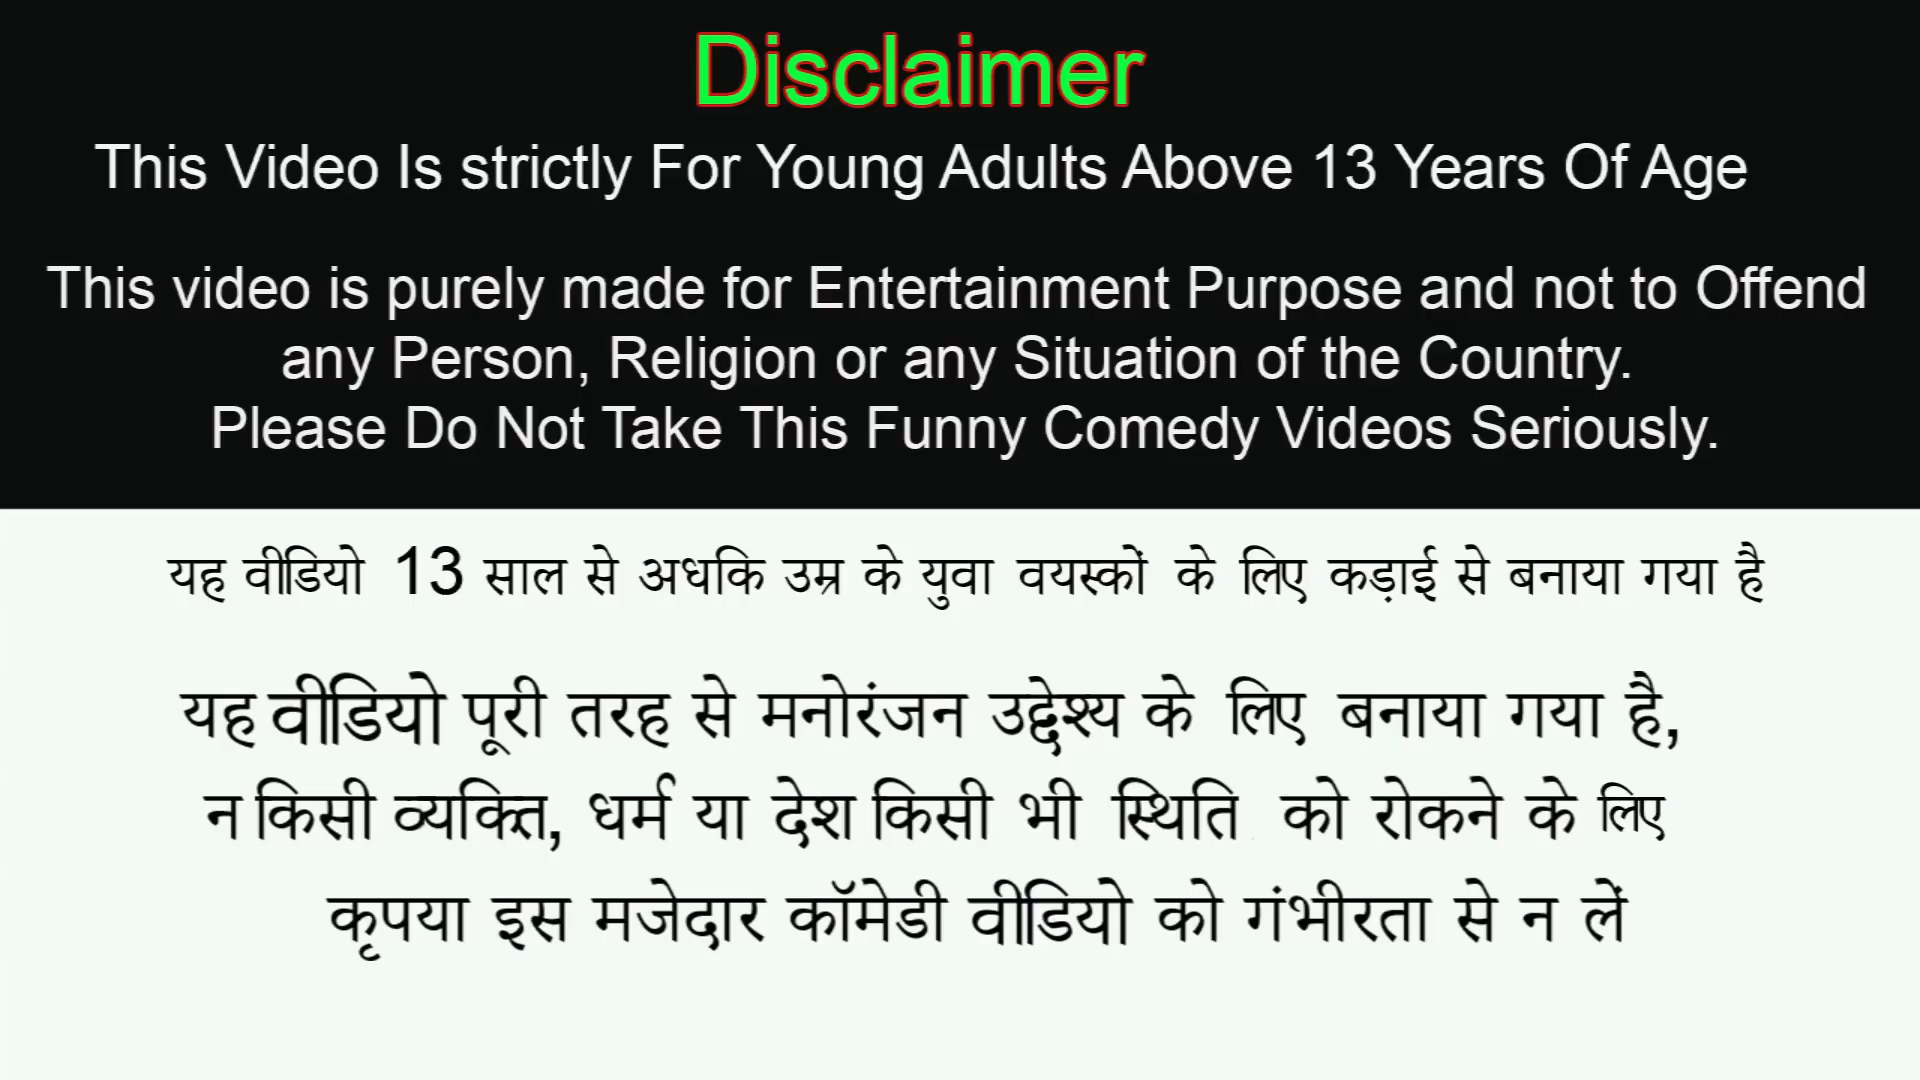 Disclaimer
This Video Is strictly For Young Adults Above 13 Years Of Age
This video is purely made for Entertainment Purpose and not to Offend
any Person, Religion or any Situation of the Country.
Please Do Not Take This Funny Comedy Videos Seriously.
यह वीडियो 13 साल से अधकि उम्र के युवा वयस्कों के लिए कड़ाई से बनाया गया है
यह वीडियो पूरी तरह से मनोरंजन उद्देश्य के लिए बनाया गया है,
न किसी व्यक्ति, धर्म या देश किसी भी स्थिति को रोकने के लिए
कृपया इस मजेदार कॉमेडी वीडियो को गंभीरता से न लें